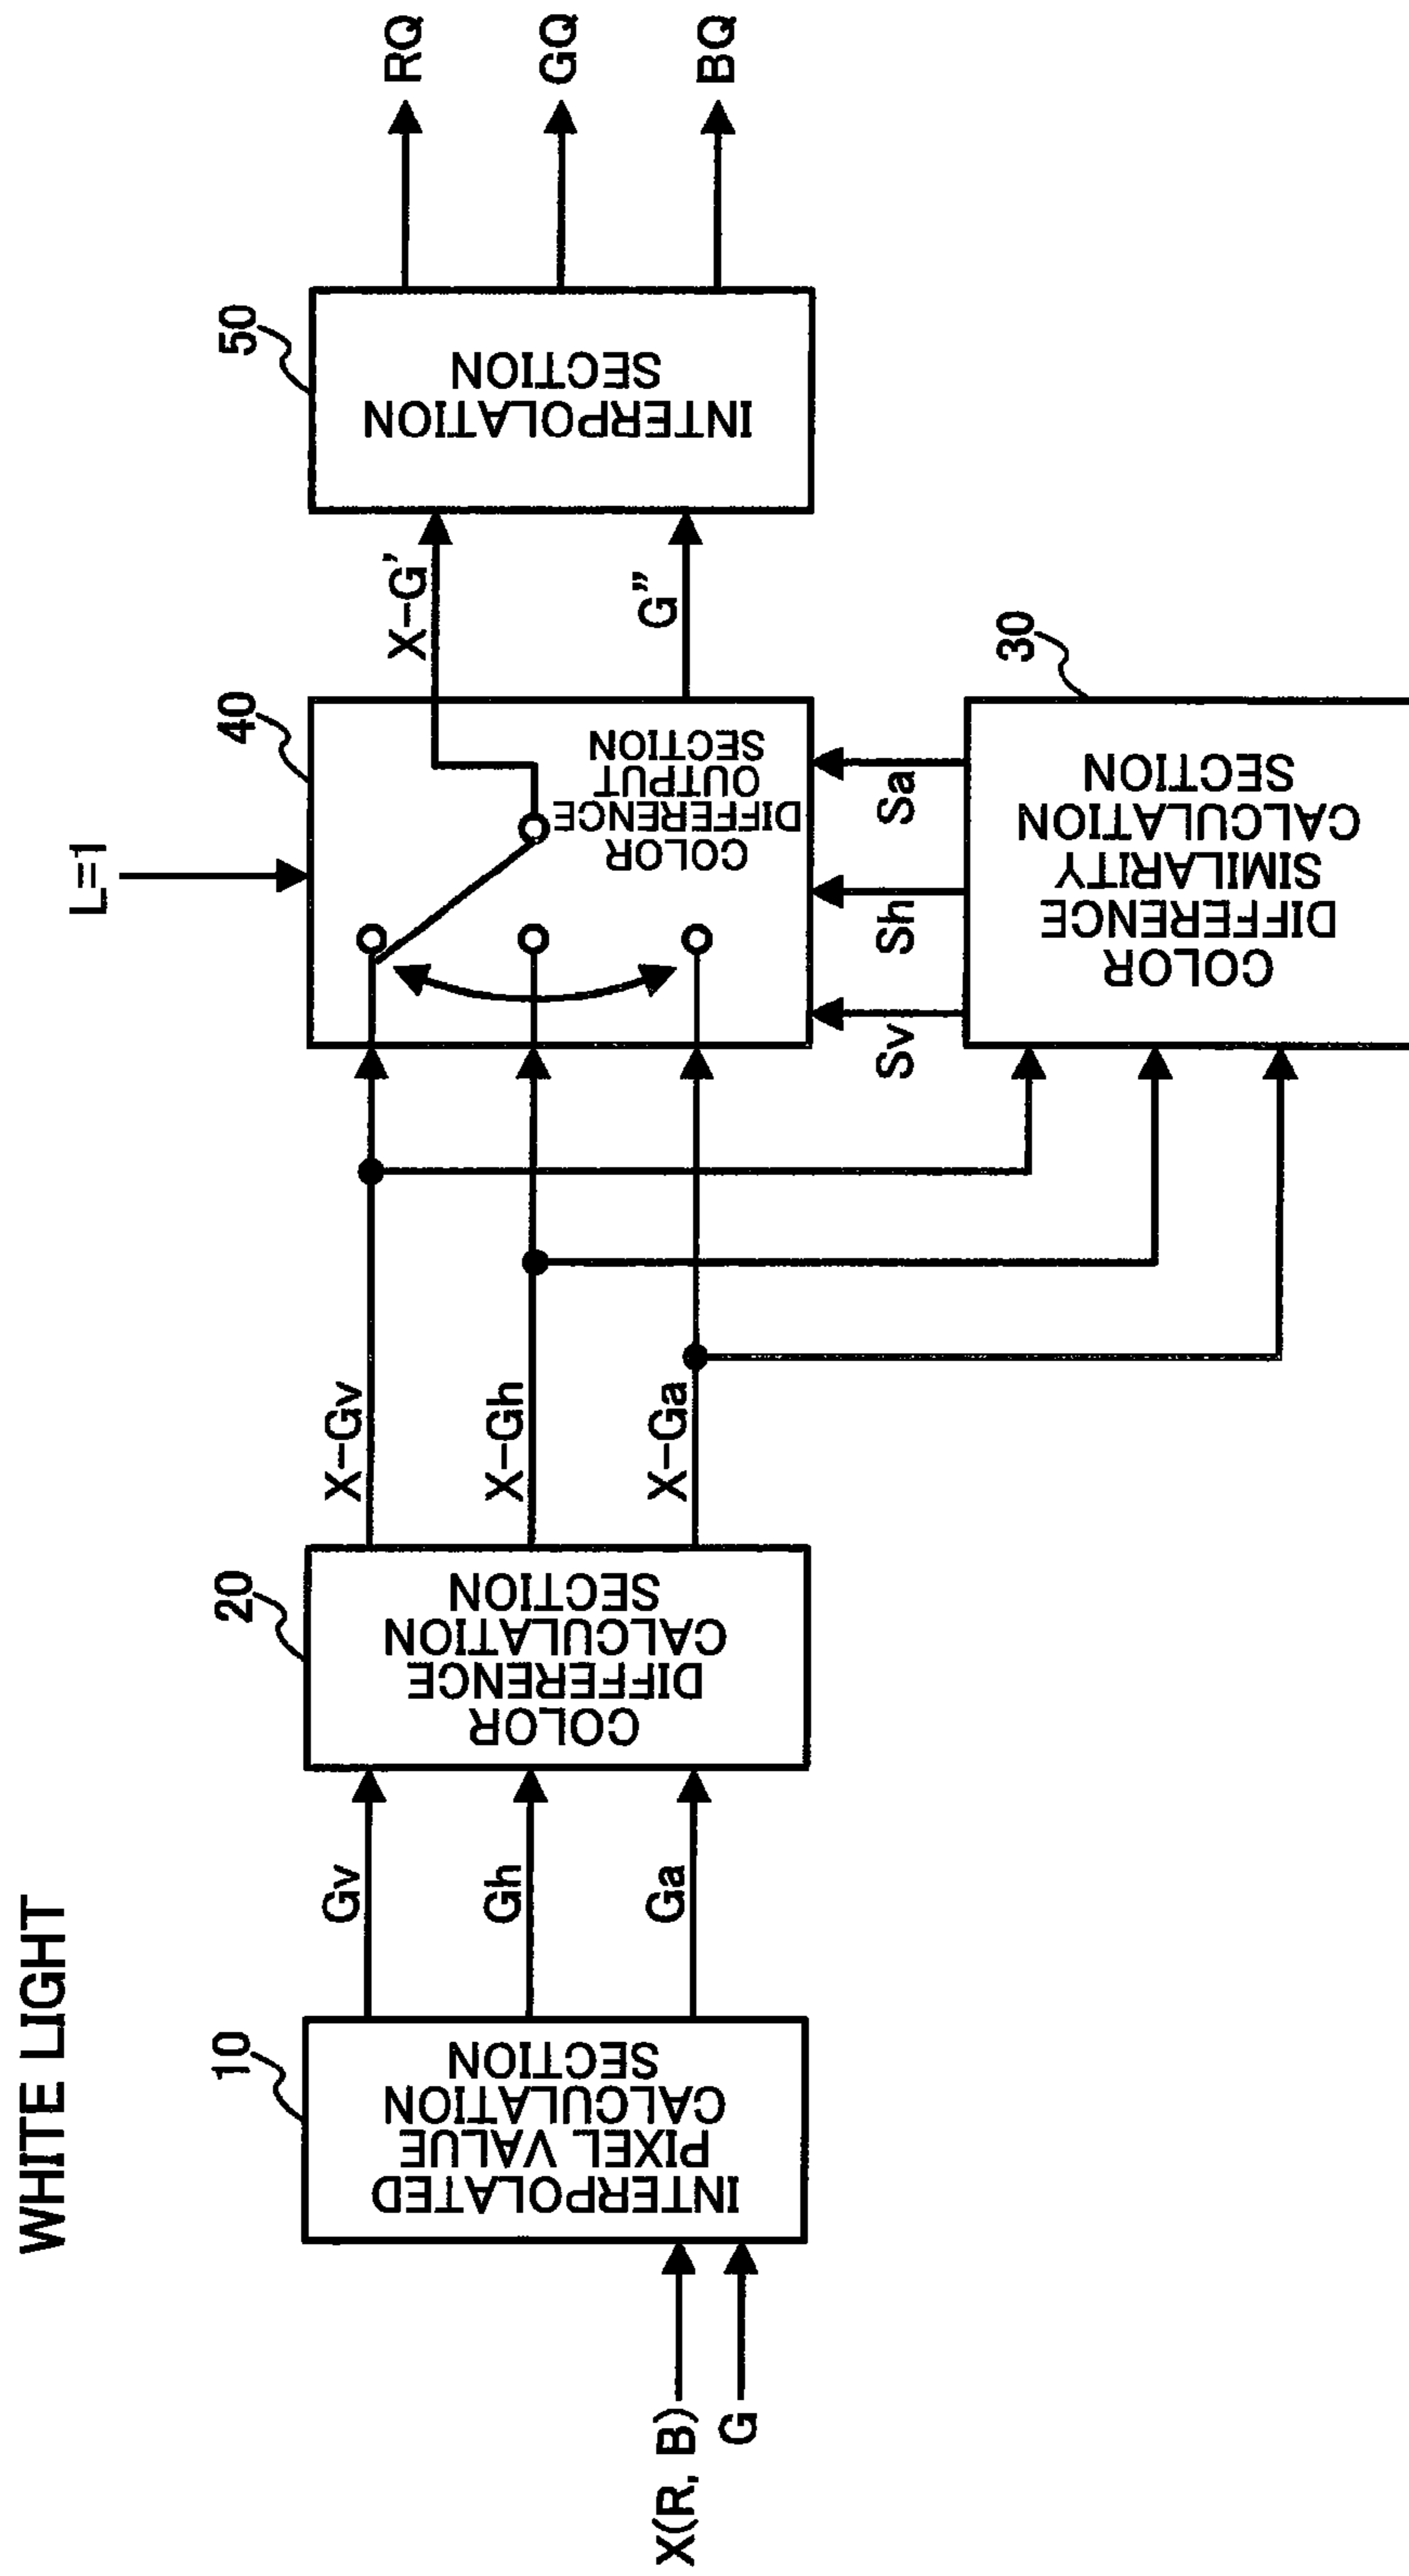 WHITE LIGHT
L=1
10
INTERPOLATED
PIXEL VALUE
CALCULATION
SECTION
X(R, B)
G
Gv
Gh
Ga
20
COLOR
DIFFERENCE
CALCULATION
SECTION
X-Gv
X-Gh
X-Ga
40
COLOR
DIFFERENCE
OUTPUT
SECTION
Sv
Sh
Sa
30
COLOR
DIFFERENCE
SIMILARITY
CALCULATION
SECTION
X-G'
G”
50
INTERPOLATION
SECTION
RQ
GQ
BQ